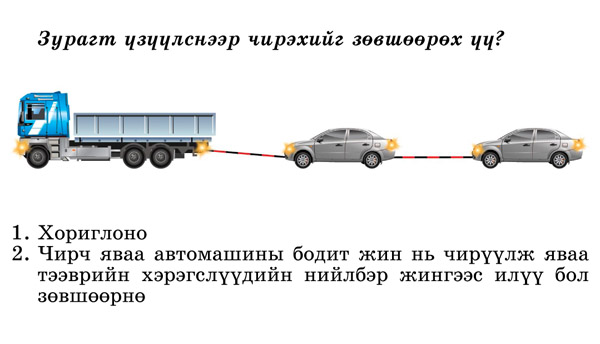 Зурагт үзүүлснээр чирэхийг зөвшөөрөх үү?
1. Хориглоно
2. Чирч яваа автомашины бодит жин нь чирүүлж яваа
тээврийн хэрэгслүүдийн нийлбэр жингээс илүү бол
зөвшөөрнө